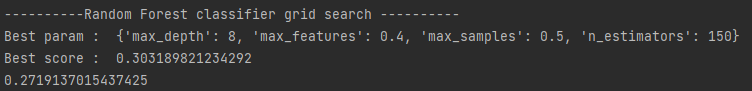 ----------Random Forest classifier grid search ----------
Best param :  {'max_depth': 8, 'max_features': 0.4, 'max_samples': 0.5, 'n_estimators': 150}
Best score :  0.303189821234292
0.2719137015437425